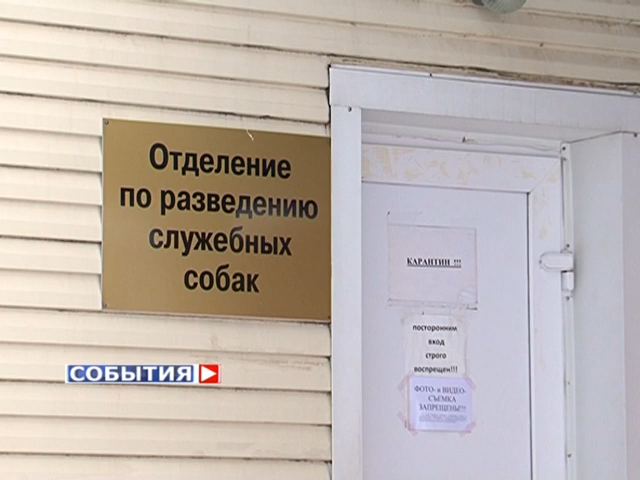 Отделение
по разведению
служебных
собак
КАРАНТИН !!!
посторонним
вход
строго
воспрещен!!!
ФОТО- и ВИДЕО-
СЪЕМКА
ЗАПРЕЩЕНЫ!!!
СОБЫТИЯ